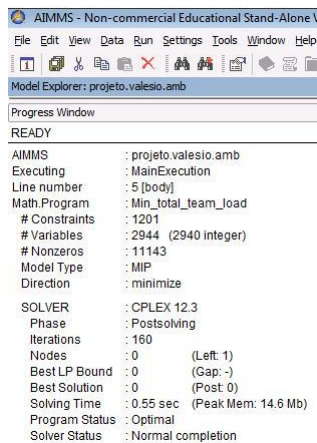 AIMMS - Non-commercial Educational Stand-Alone
File Edit View Data Run Settings Tools Window Help
Model Explorer: projeto.valesio.amb
Progress Window
READY
AIMMS : projeto.valesio.amb
Executing : MainExecution
Line number : 5 [body]
Math.Program : Min_total_team_load
# Constraints : 1201
# Variables : 2944 (2940 integer)
# Nonzeros : 11143
Model Type : MIP
Direction : minimize
SOLVER : CPLEX 12.3
Phase : Postsolving
Iterations : 160
Nodes : 0 (Left: 1)
Best LP Bound : 0 (Gap: -)
Best Solution : 0 (Post: 0)
Solving Time : 0.55 sec (Peak Mem: 14.6 Mb)
Program Status : Optimal
Solver Status : Normal completion